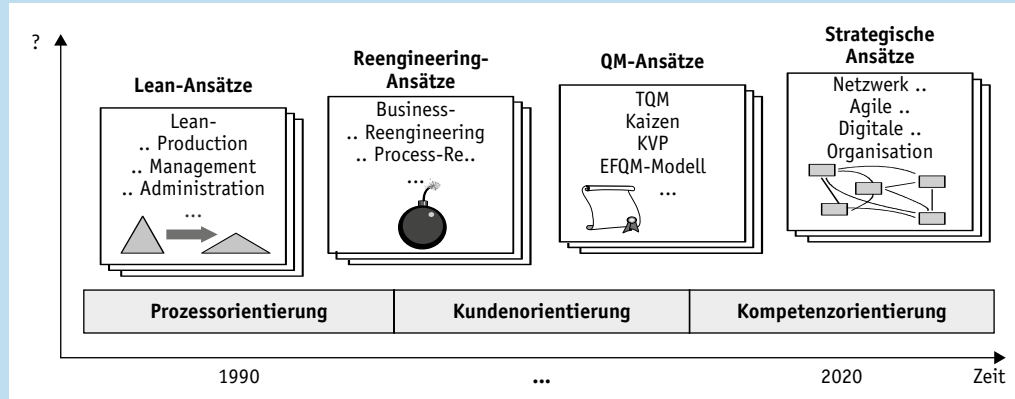 ?
Lean-Ansätze
Lean-
.. Production
.. Management
.. Administration
...
Reengineering-
Ansätze
Business-
.. Reengineering
.. Process-Re..
...
QM-Ansätze
TQM
Kaizen
KVP
EFQM-Modell
...
Strategische
Ansätze
Netzwerk ..
Agile ..
Digitale ..
Organisation
Prozessorientierung
Kundenorientierung
Kompetenzorientierung
1990
...
2020
Zeit